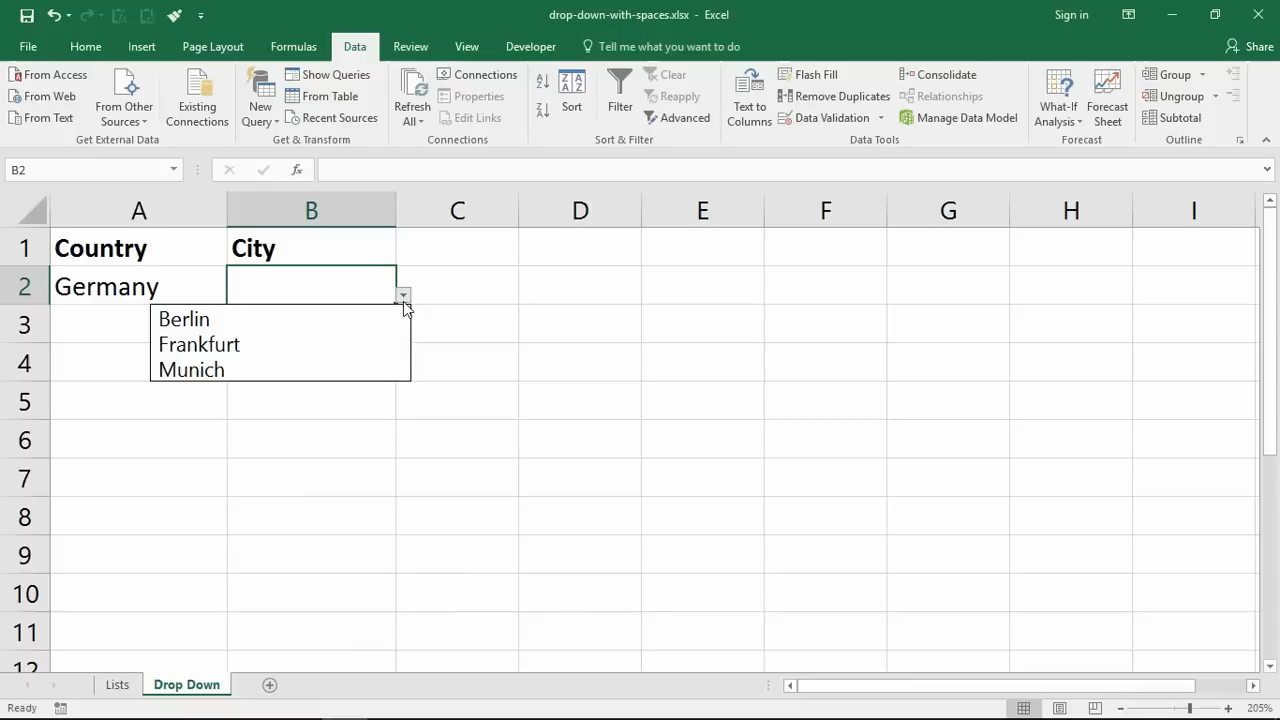 drop-down-with-spaces.xlsx - Excel
Sign in
File Home Insert Page Layout Formulas Data Review View Developer Tell me what you want to do Share
From Access
From Web
From Text
From Other
Sources
Existing
Connections
Get External Data
New
Query
Show Queries
From Table
Recent Sources
Get & Transform
Refresh
All
Connections
Properties
Edit Links
Connections
Sort
Filter
Clear
Reapply
Advanced
Sort & Filter
Text to
Columns
Flash Fill
Remove Duplicates
Data Validation
Consolidate
Relationships
Manage Data Model
Data Tools
What-If
Analysis
Forecast
Sheet
Forecast
Group
Ungroup
Subtotal
Outline
B2 fx
A B C D E F G H I
1 Country City
2 Germany
Berlin
Frankfurt
Munich
3
4
5
6
7
8
9
10
11
12
Lists Drop Down
Ready 205%